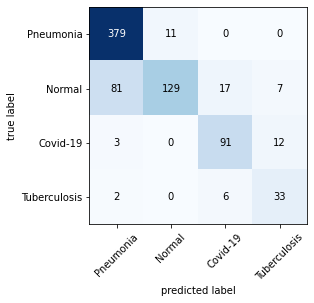 true label
Pneumonia 379 11 0 0
Normal 81 129 17 7
Covid-19 3 0 91 12
Tuberculosis 2 0 6 33
Pneumonia Normal Covid-19 Tuberculosis
predicted label